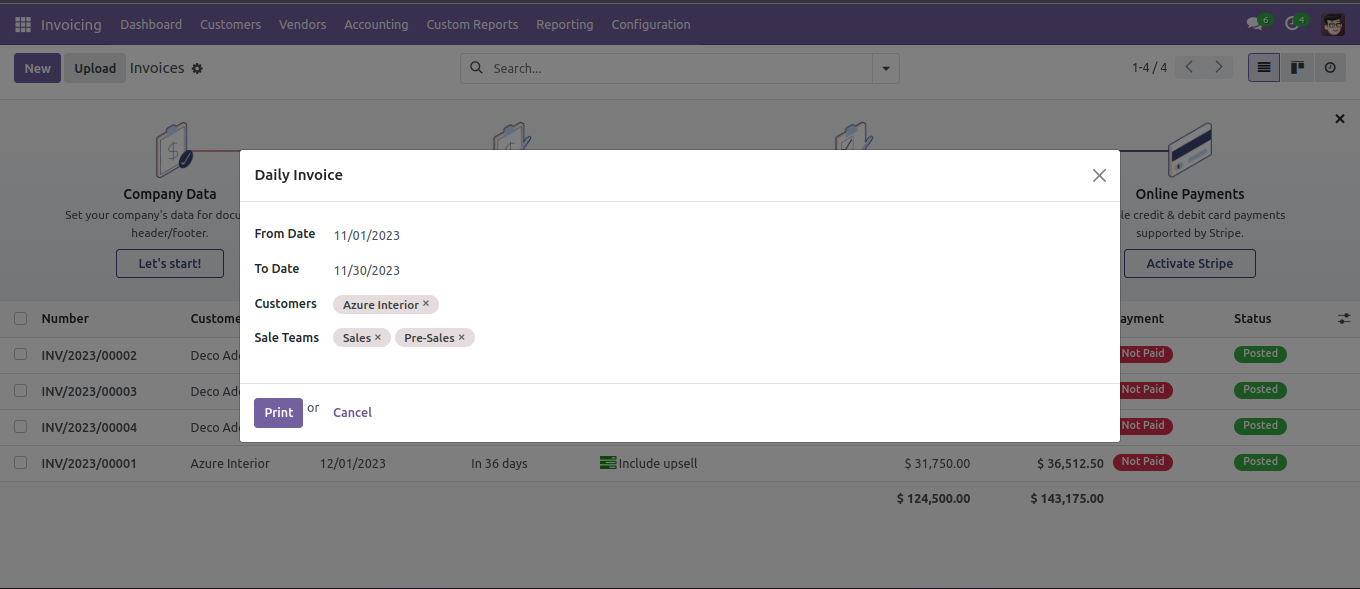 Invoicing Dashboard Customers Vendors Accounting Custom Reports Reporting Configuration 6 4
New Upload Invoices Search... 1-4 / 4
Company Data Online Payments
Set your company's data for docu le credit & debit card payments
header/footer. supported by Stripe.
Let's start! Activate Stripe
Daily Invoice
From Date 11/01/2023
To Date 11/30/2023
Customers Azure Interior ×
Sale Teams Sales × Pre-Sales ×
Print or Cancel
Number Custome ayment Status
INV/2023/00002 Deco Ad Not Paid Posted
INV/2023/00003 Deco Ad Not Paid Posted
INV/2023/00004 Deco Ad Not Paid Posted
INV/2023/00001 Azure Interior 12/01/2023 In 36 days Include upsell $ 31,750.00 $ 36,512.50 Not Paid Posted
$ 124,500.00 $ 143,175.00